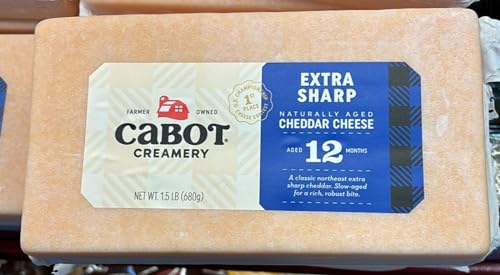 FARMER OWNED
CABOT
CREAMERY
NET WT. 1.5 LB (680g)
1ST
PLACE
EXTRA
SHARP
NATURALLY AGED
CHEDDAR CHEESE
AGED 12 MONTHS
A classic northeast extra
sharp cheddar. Slow-aged
for a rich, robust bite.